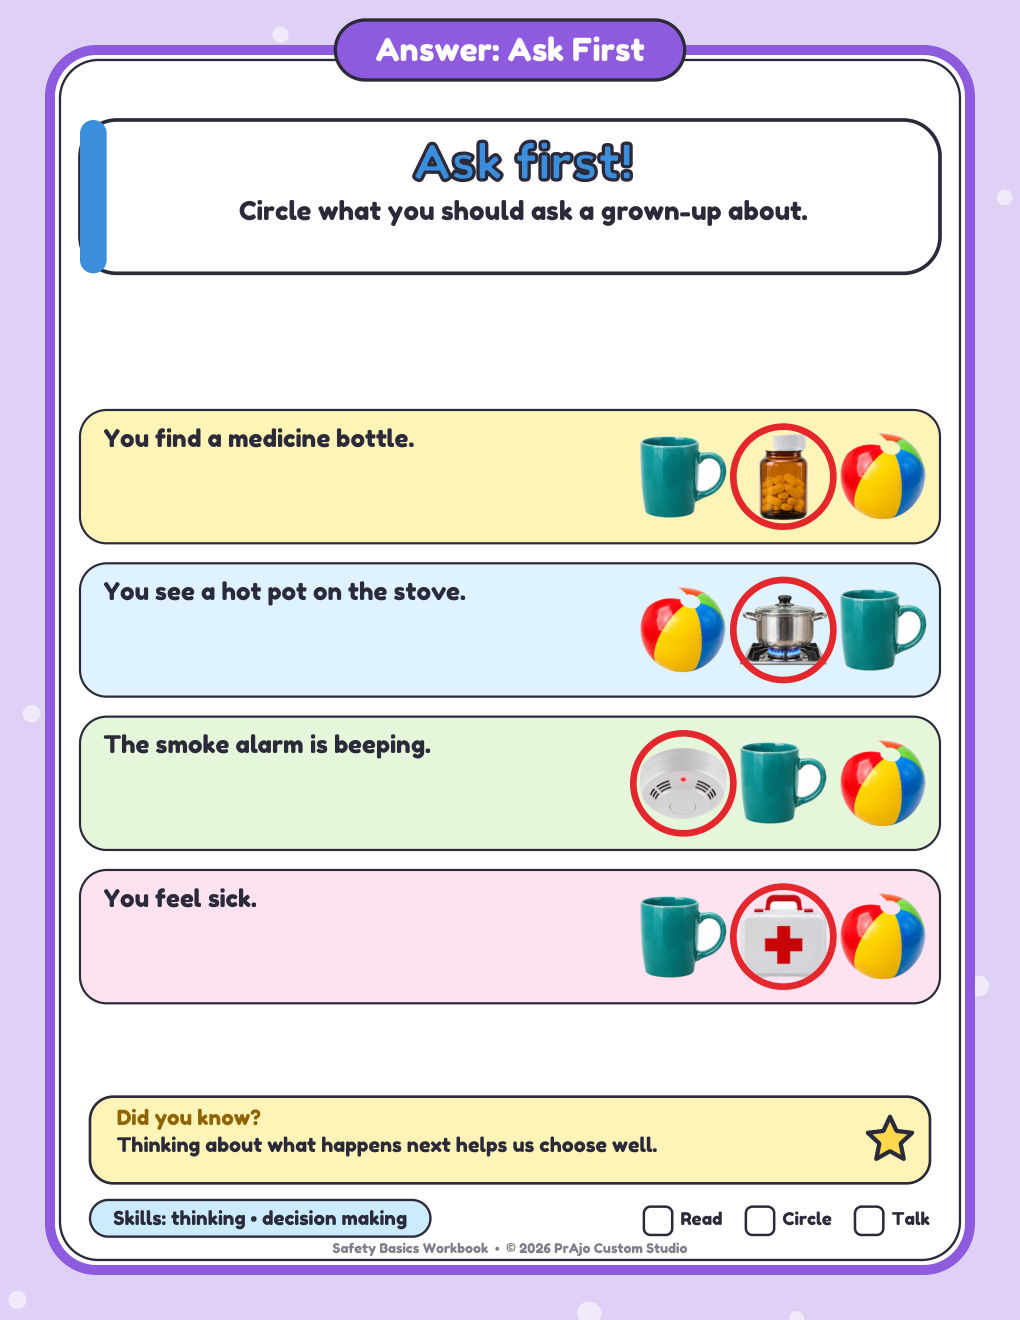 Answer: Ask First
Ask first!
Circle what you should ask a grown-up about.
You find a medicine bottle.
You see a hot pot on the stove.
The smoke alarm is beeping.
You feel sick.
Did you know?
Thinking about what happens next helps us choose well.
Skills: thinking • decision making
Read
Circle
Talk
Safety Basics Workbook • © 2026 PrAjo Custom Studio